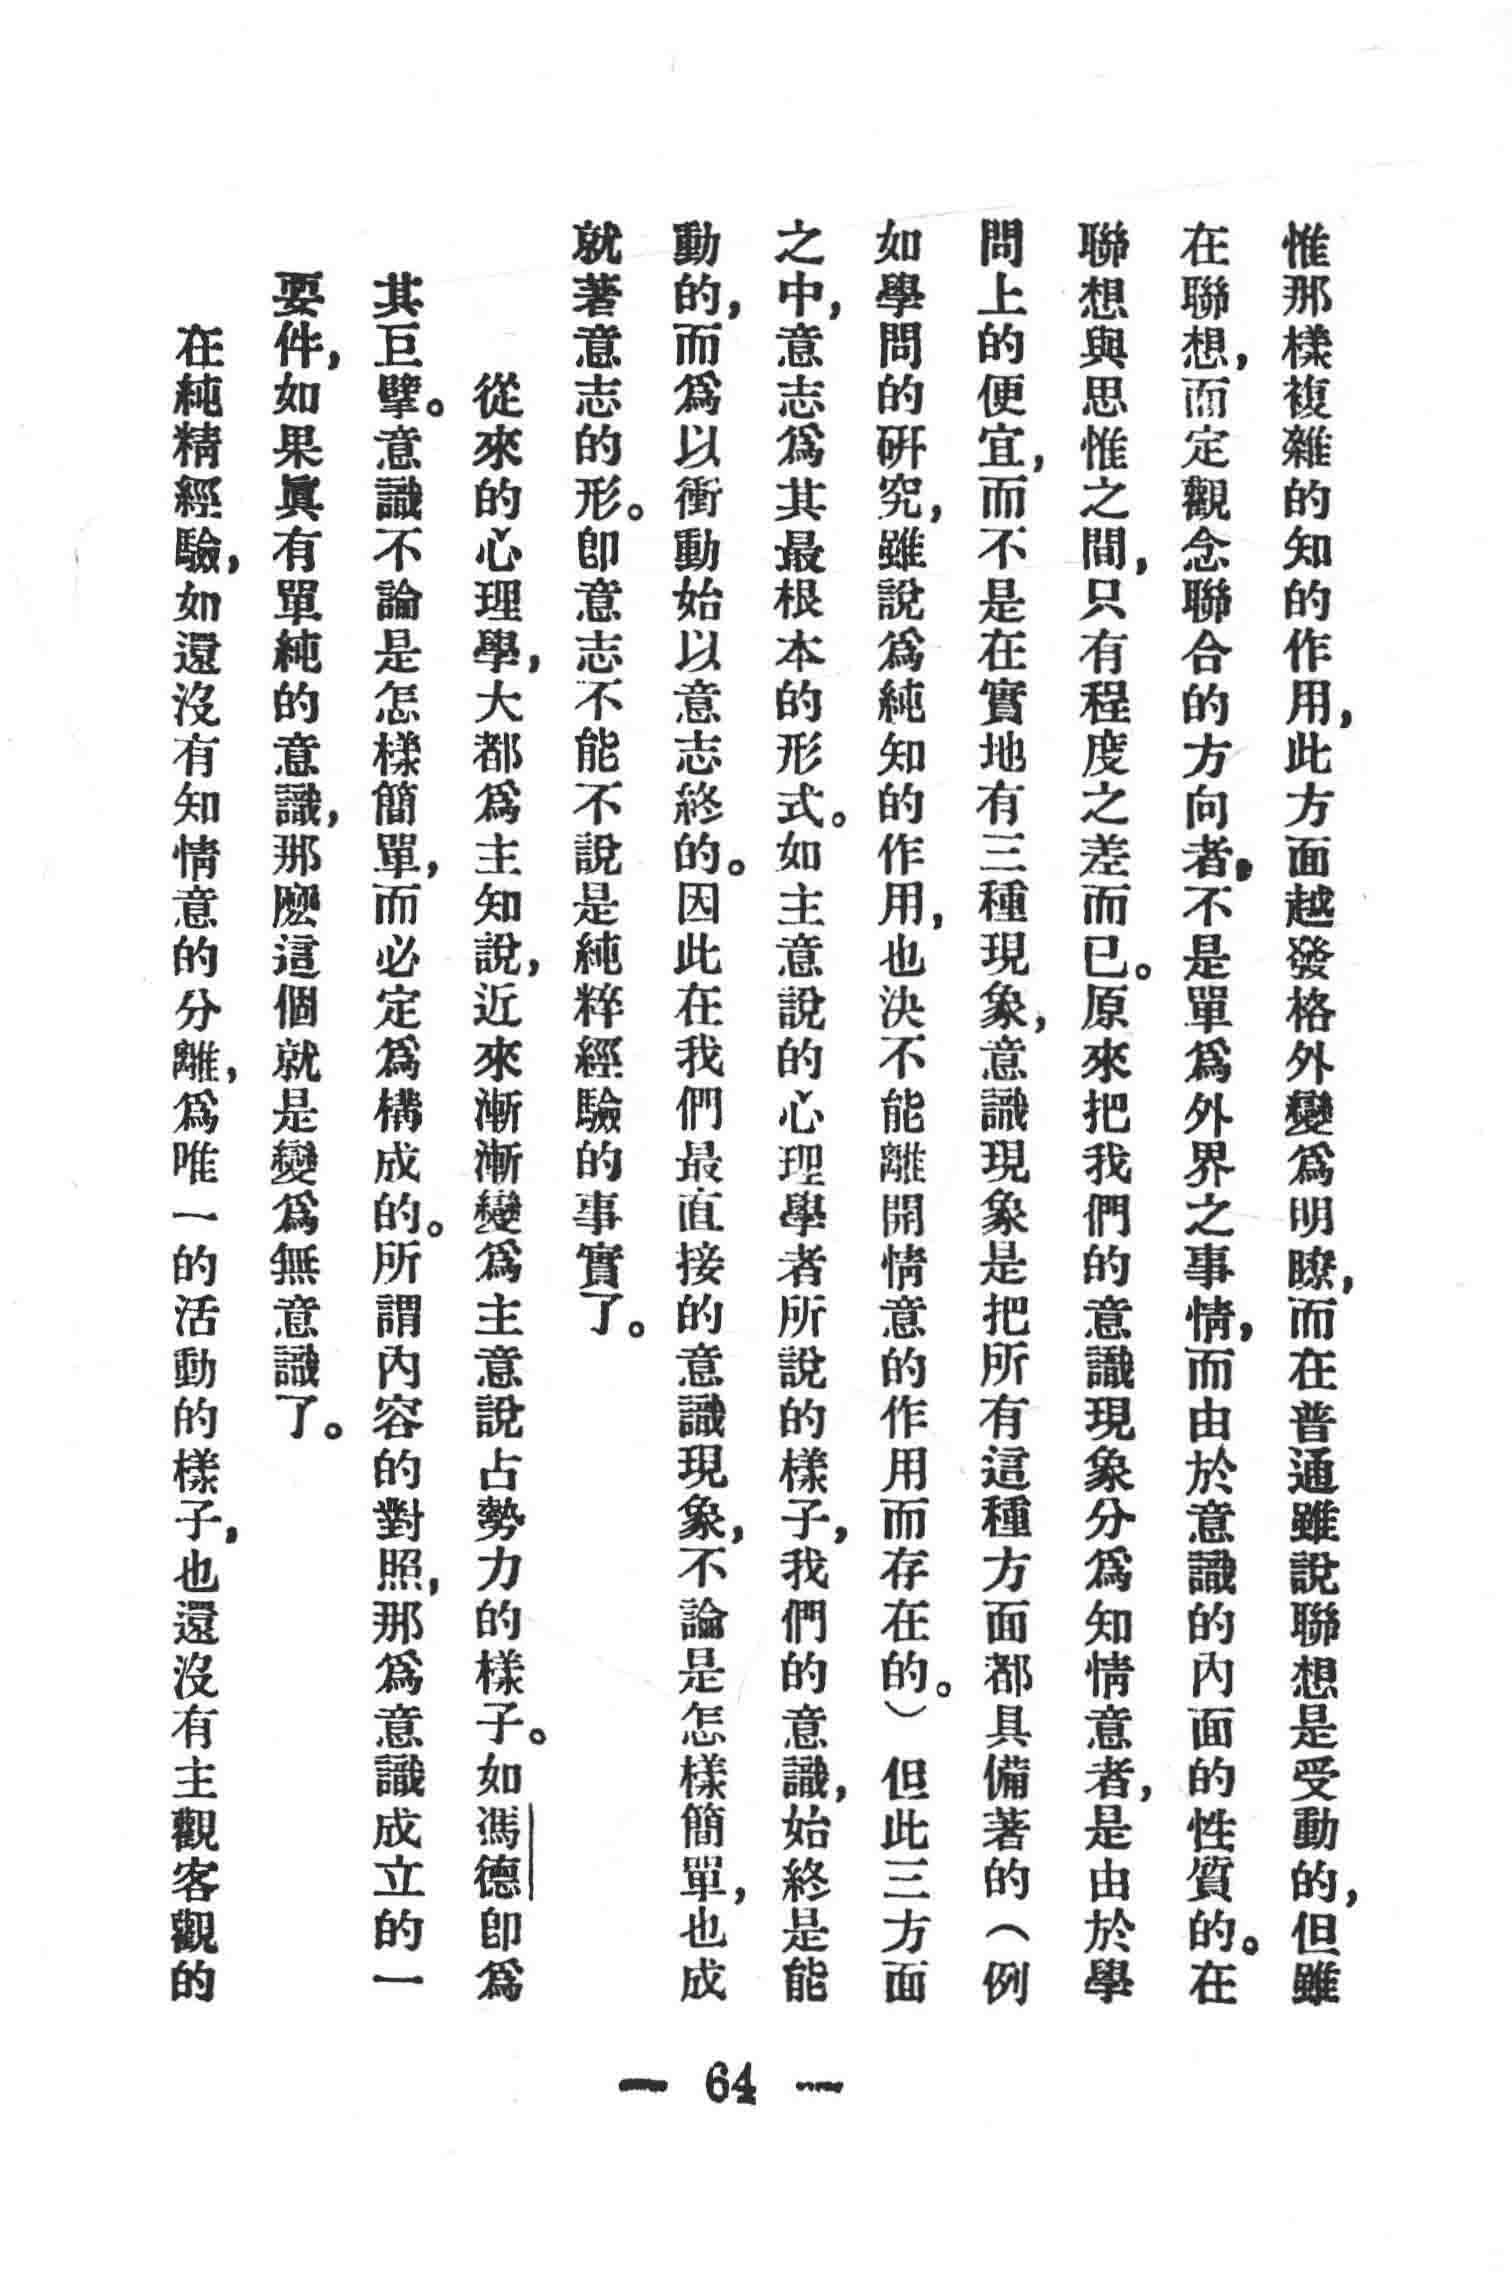 惟那樣複雜的知的作用，此方面越發格外變爲明瞭，而在普通雖說聯想是受動的，但雖
在聯想，而定觀念聯合的方向者，不是單爲外界之事情，而由於意識的內面的性質的。在
聯想與思惟之間，只有程度之差而已。原來把我們的意識現象分爲知情意者，是由於學
問上的便宜，而不是在實地有三種現象，意識現象是把所有這種方面都具備著的（例
如學問的研究，雖說爲純知的作用，也決不能離開情意的作用而存在的。）但此三方面
之中，意志爲其最根本的形式。如主意說的心理學者所說的樣子，我們的意識，始終是能
動的，而爲以衝動始以意志終的。因此在我們最直接的意識現象，不論是怎樣簡單，也成
就著意志的形。卽意志不能不說是純粹經驗的事實了。
從來的心理學，大都爲主知說，近來漸漸變爲主意說占勢力的樣子。如馮德卽爲
其巨擘。意識不論是怎樣簡單，而必定爲構成的。所謂內容的對照，那爲意識成立的一
要件，如果眞有單純的意識，那麽這個就是變爲無意識了。
在純精經驗，如還沒有知情意的分離，爲唯一的活動的樣子，也還沒有主觀客觀的
— 64 —